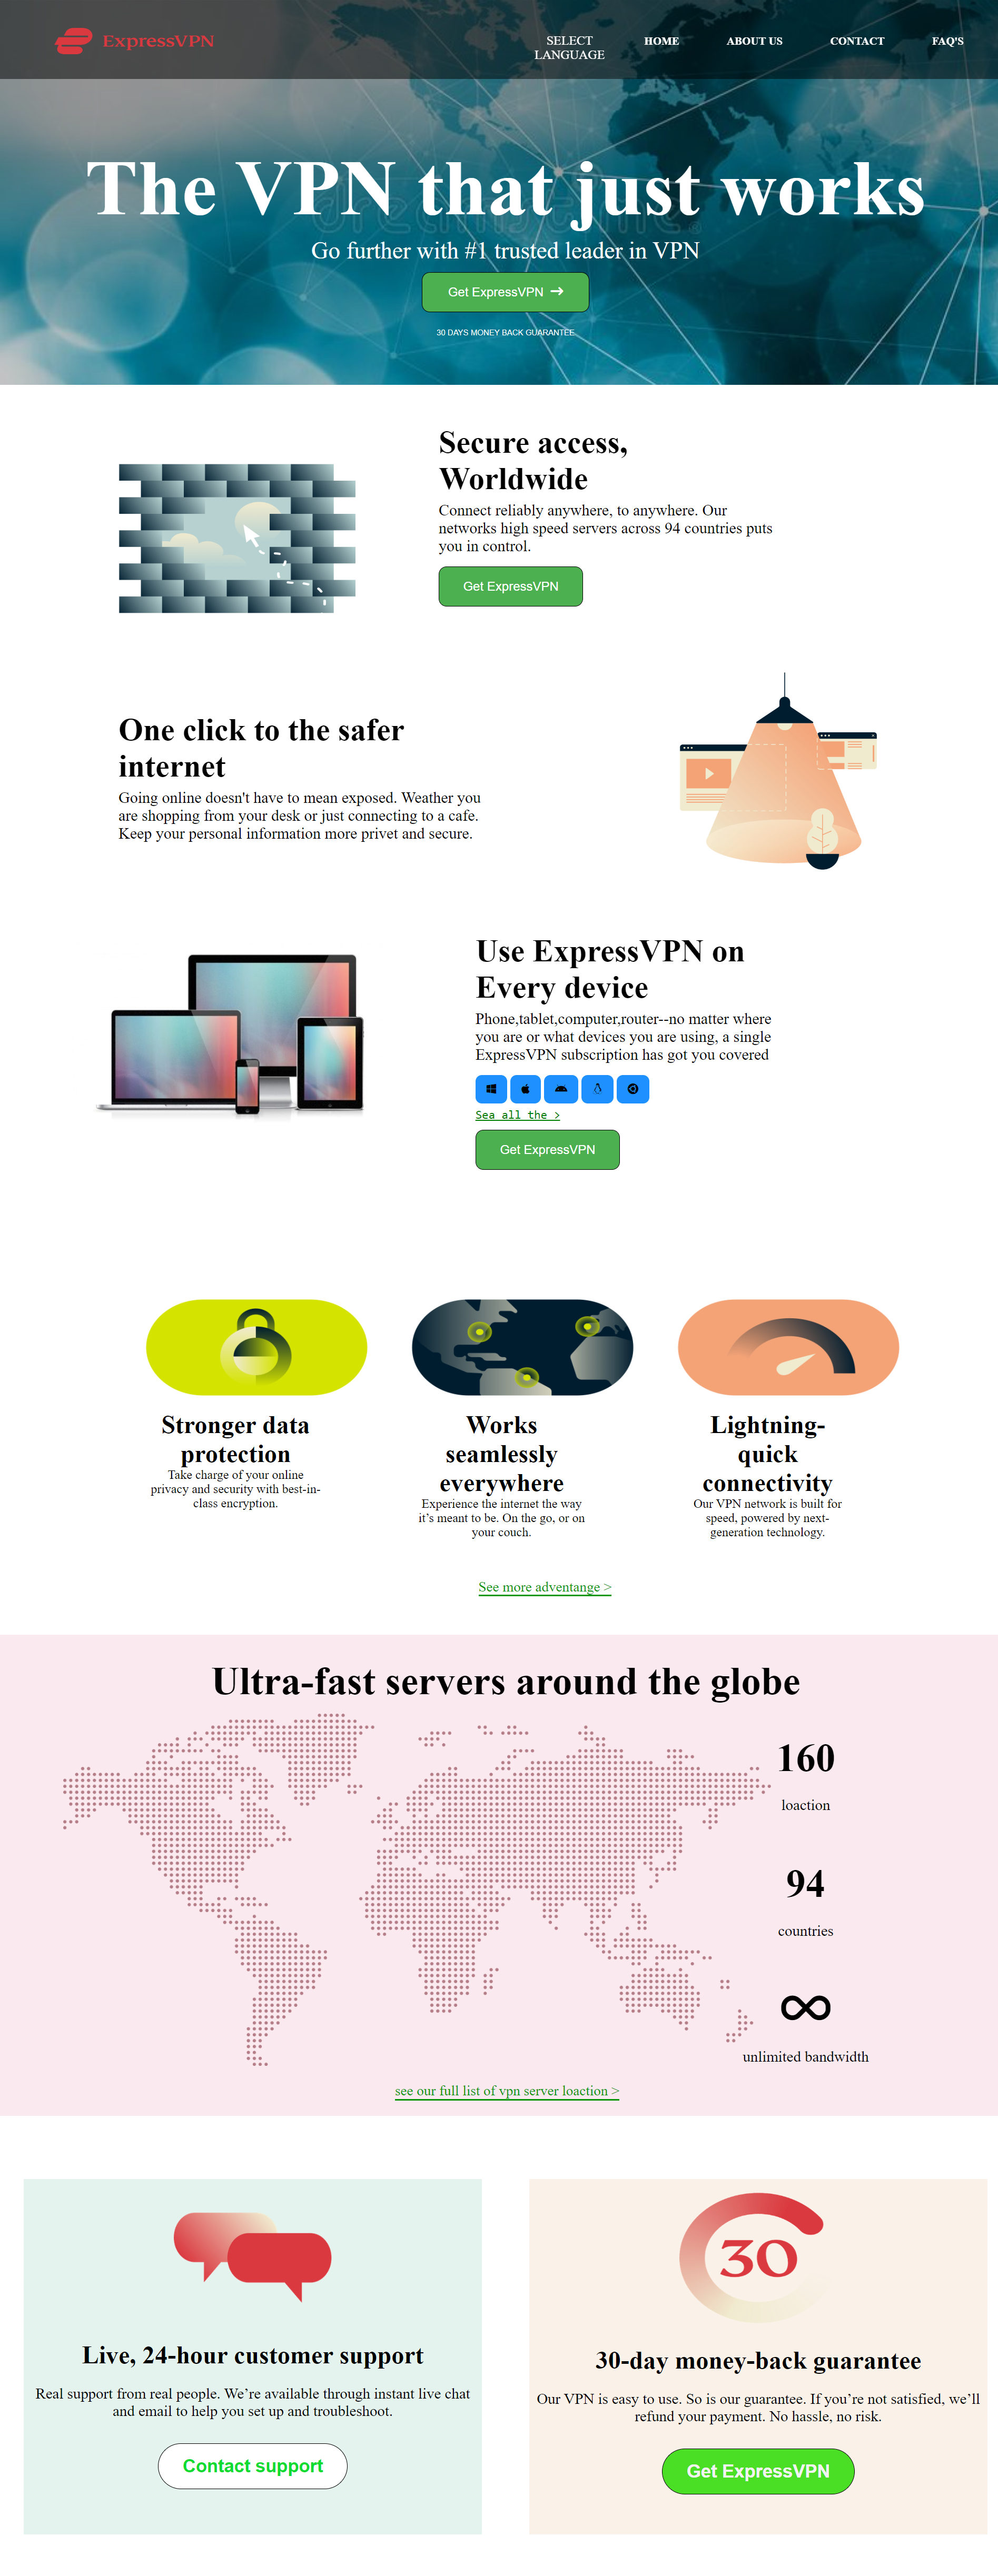 ExpressVPN
SELECT
LANGUAGE
HOME
ABOUT US
CONTACT
FAQ'S
The VPN that just works
Go further with #1 trusted leader in VPN
Get ExpressVPN →
30 DAYS MONEY BACK GUARANTEE
Secure access,
Worldwide
Connect reliably anywhere, to anywhere. Our
networks high speed servers across 94 countries puts
you in control.
Get ExpressVPN
One click to the safer
internet
Going online doesn't have to mean exposed. Weather you
are shopping from your desk or just connecting to a cafe.
Keep your personal information more privet and secure.
Use ExpressVPN on
Every device
Phone,tablet,computer,router--no matter where
you are or what devices you are using, a single
ExpressVPN subscription has got you covered
Sea all the >
Get ExpressVPN
Stronger data
protection
Take charge of your online
privacy and security with best-in-
class encryption.
Works
seamlessly
everywhere
Experience the internet the way
it’s meant to be. On the go, or on
your couch.
Lightning-
quick
connectivity
Our VPN network is built for
speed, powered by next-
generation technology.
See more adventange >
Ultra-fast servers around the globe
160
loaction
94
countries
∞
unlimited bandwidth
see our full list of vpn server loaction >
Live, 24-hour customer support
Real support from real people. We’re available through instant live chat
and email to help you set up and troubleshoot.
Contact support
30
30-day money-back guarantee
Our VPN is easy to use. So is our guarantee. If you’re not satisfied, we’ll
refund your payment. No hassle, no risk.
Get ExpressVPN